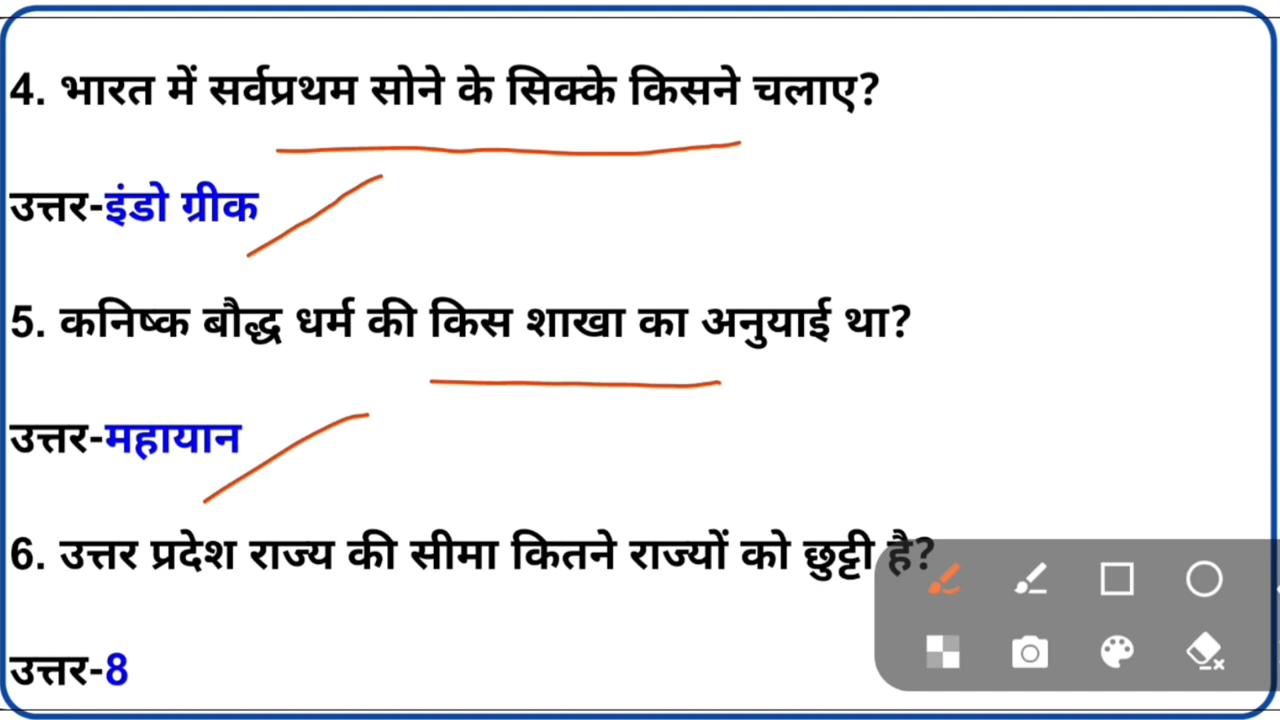 4. भारत में सर्वप्रथम सोने के सिक्के किसने चलाए?
उत्तर-इंडो ग्रीक
5. कनिष्क बौद्ध धर्म की किस शाखा का अनुयाई था?
उत्तर-महायान
6. उत्तर प्रदेश राज्य की सीमा कितने राज्यों को छुट्टी है?
उत्तर-8